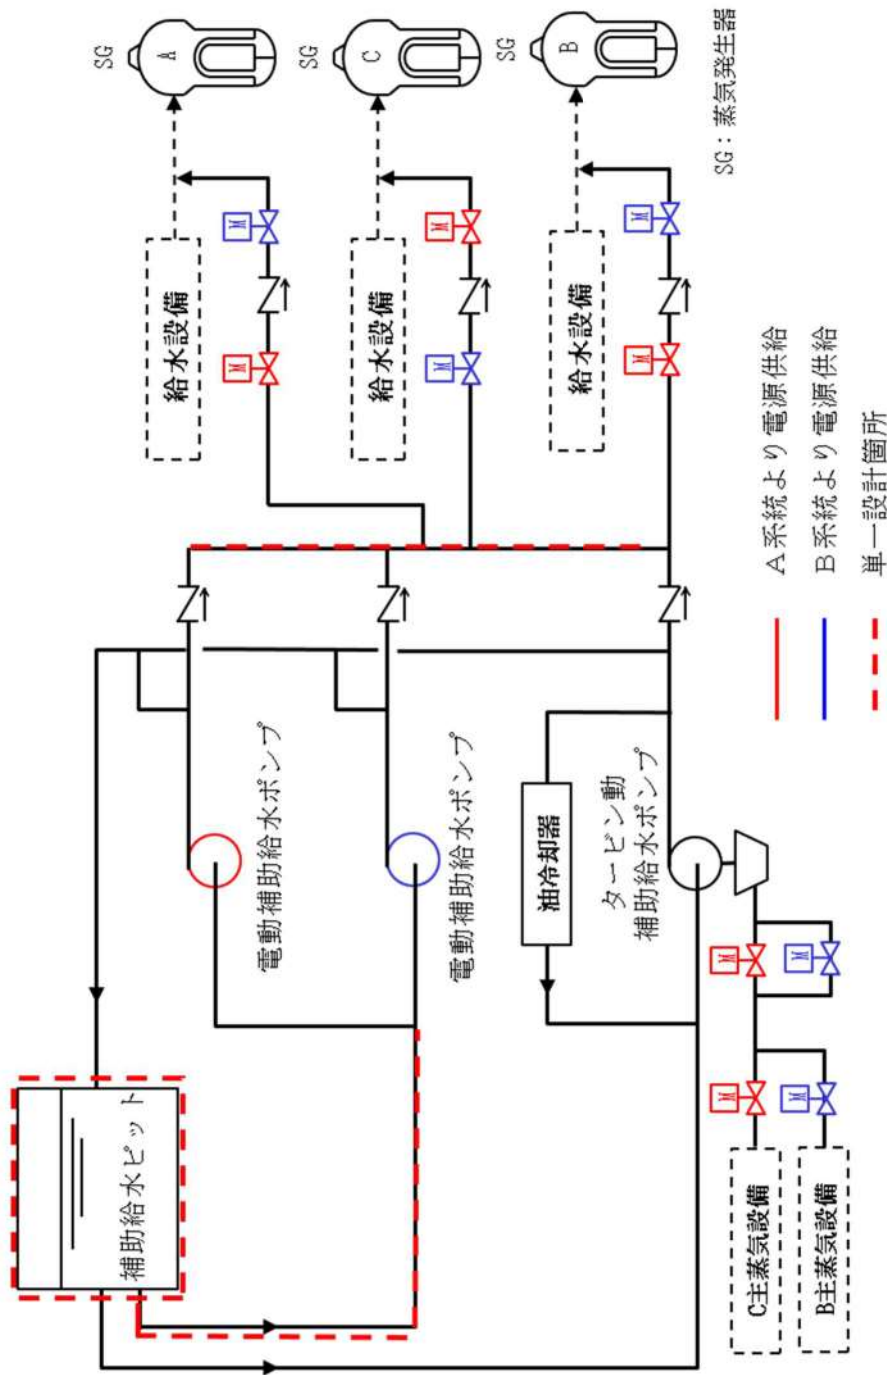 補助給水ピット
電動補助給水ポンプ
電動補助給水ポンプ
油冷却器
タービン動
補助給水ポンプ
C主蒸気設備
B主蒸気設備
M
M
M
M
給水設備
M
M
SG
A
給水設備
M
M
SG
C
給水設備
M
M
SG
B
SG：蒸気発生器
A系統より電源供給
B系統より電源供給
単一設計箇所